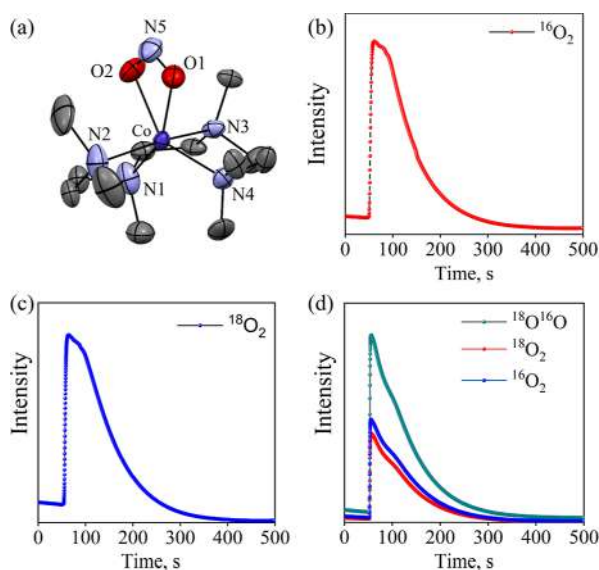 (a)
N5
O2
O1
Co
N3
N2
N1
N4
(b)
¹⁶O₂
Intensity
0 100 200 300 400 500
Time, s
(c)
¹⁸O₂
Intensity
0 100 200 300 400 500
Time, s
(d)
¹⁸O¹⁶O
¹⁸O₂
¹⁶O₂
Intensity
0 100 200 300 400 500
Time, s